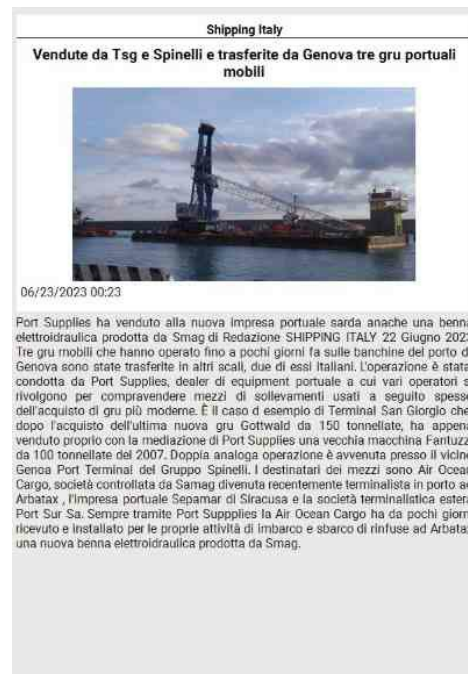 Shipping Italy
Vendute da Tsg e Spinelli e trasferite da Genova tre gru portuali
mobili
06/23/2023 00:23
Port Supplies ha venduto alla nuova impresa portuale sarda anache una benna
elettroidraulica prodotta da Smag di Redazione SHIPPING ITALY 22 Giugno 2023
Tre gru mobili che hanno operato fino a pochi giorni fa sulle banchine del porto d
Genova sono state trasferite in altri scali, due di essi italiani. L'operazione è stata
condotta da Port Supplies, dealer di equipment portuale a cui vari operatori s
rivolgono per compravendere mezzi di sollevamenti usati a seguito spess
dell'acquisto di gru più moderne. È il caso d esempio di Terminal San Giorgio che
dopo l'acquisto dell'ultima nuova gru Gottwald da 150 tonnellate, ha appena
venduto proprio con la mediazione di Port Supplies una vecchia macchina Fantuzz
da 100 tonnellate del 2007. Doppia analoga operazione è avvenuta presso il vicin
Genoa Port Terminal del Gruppo Spinelli. I destinatari dei mezzi sono Air Ocea
Cargo, società controllata da Samag divenuta recentemente terminalista in porto a
Arbatax , l'impresa portuale Sepamar di Siracusa e la società terminalistica ester
Port Sur Sa. Sempre tramite Port Suppplies la Air Ocean Cargo ha da pochi giorn
ricevuto e installato per le proprie attività di imbarco e sbarco di rinfuse ad Arbata
una nuova benna elettroidraulica prodotta da Smag.